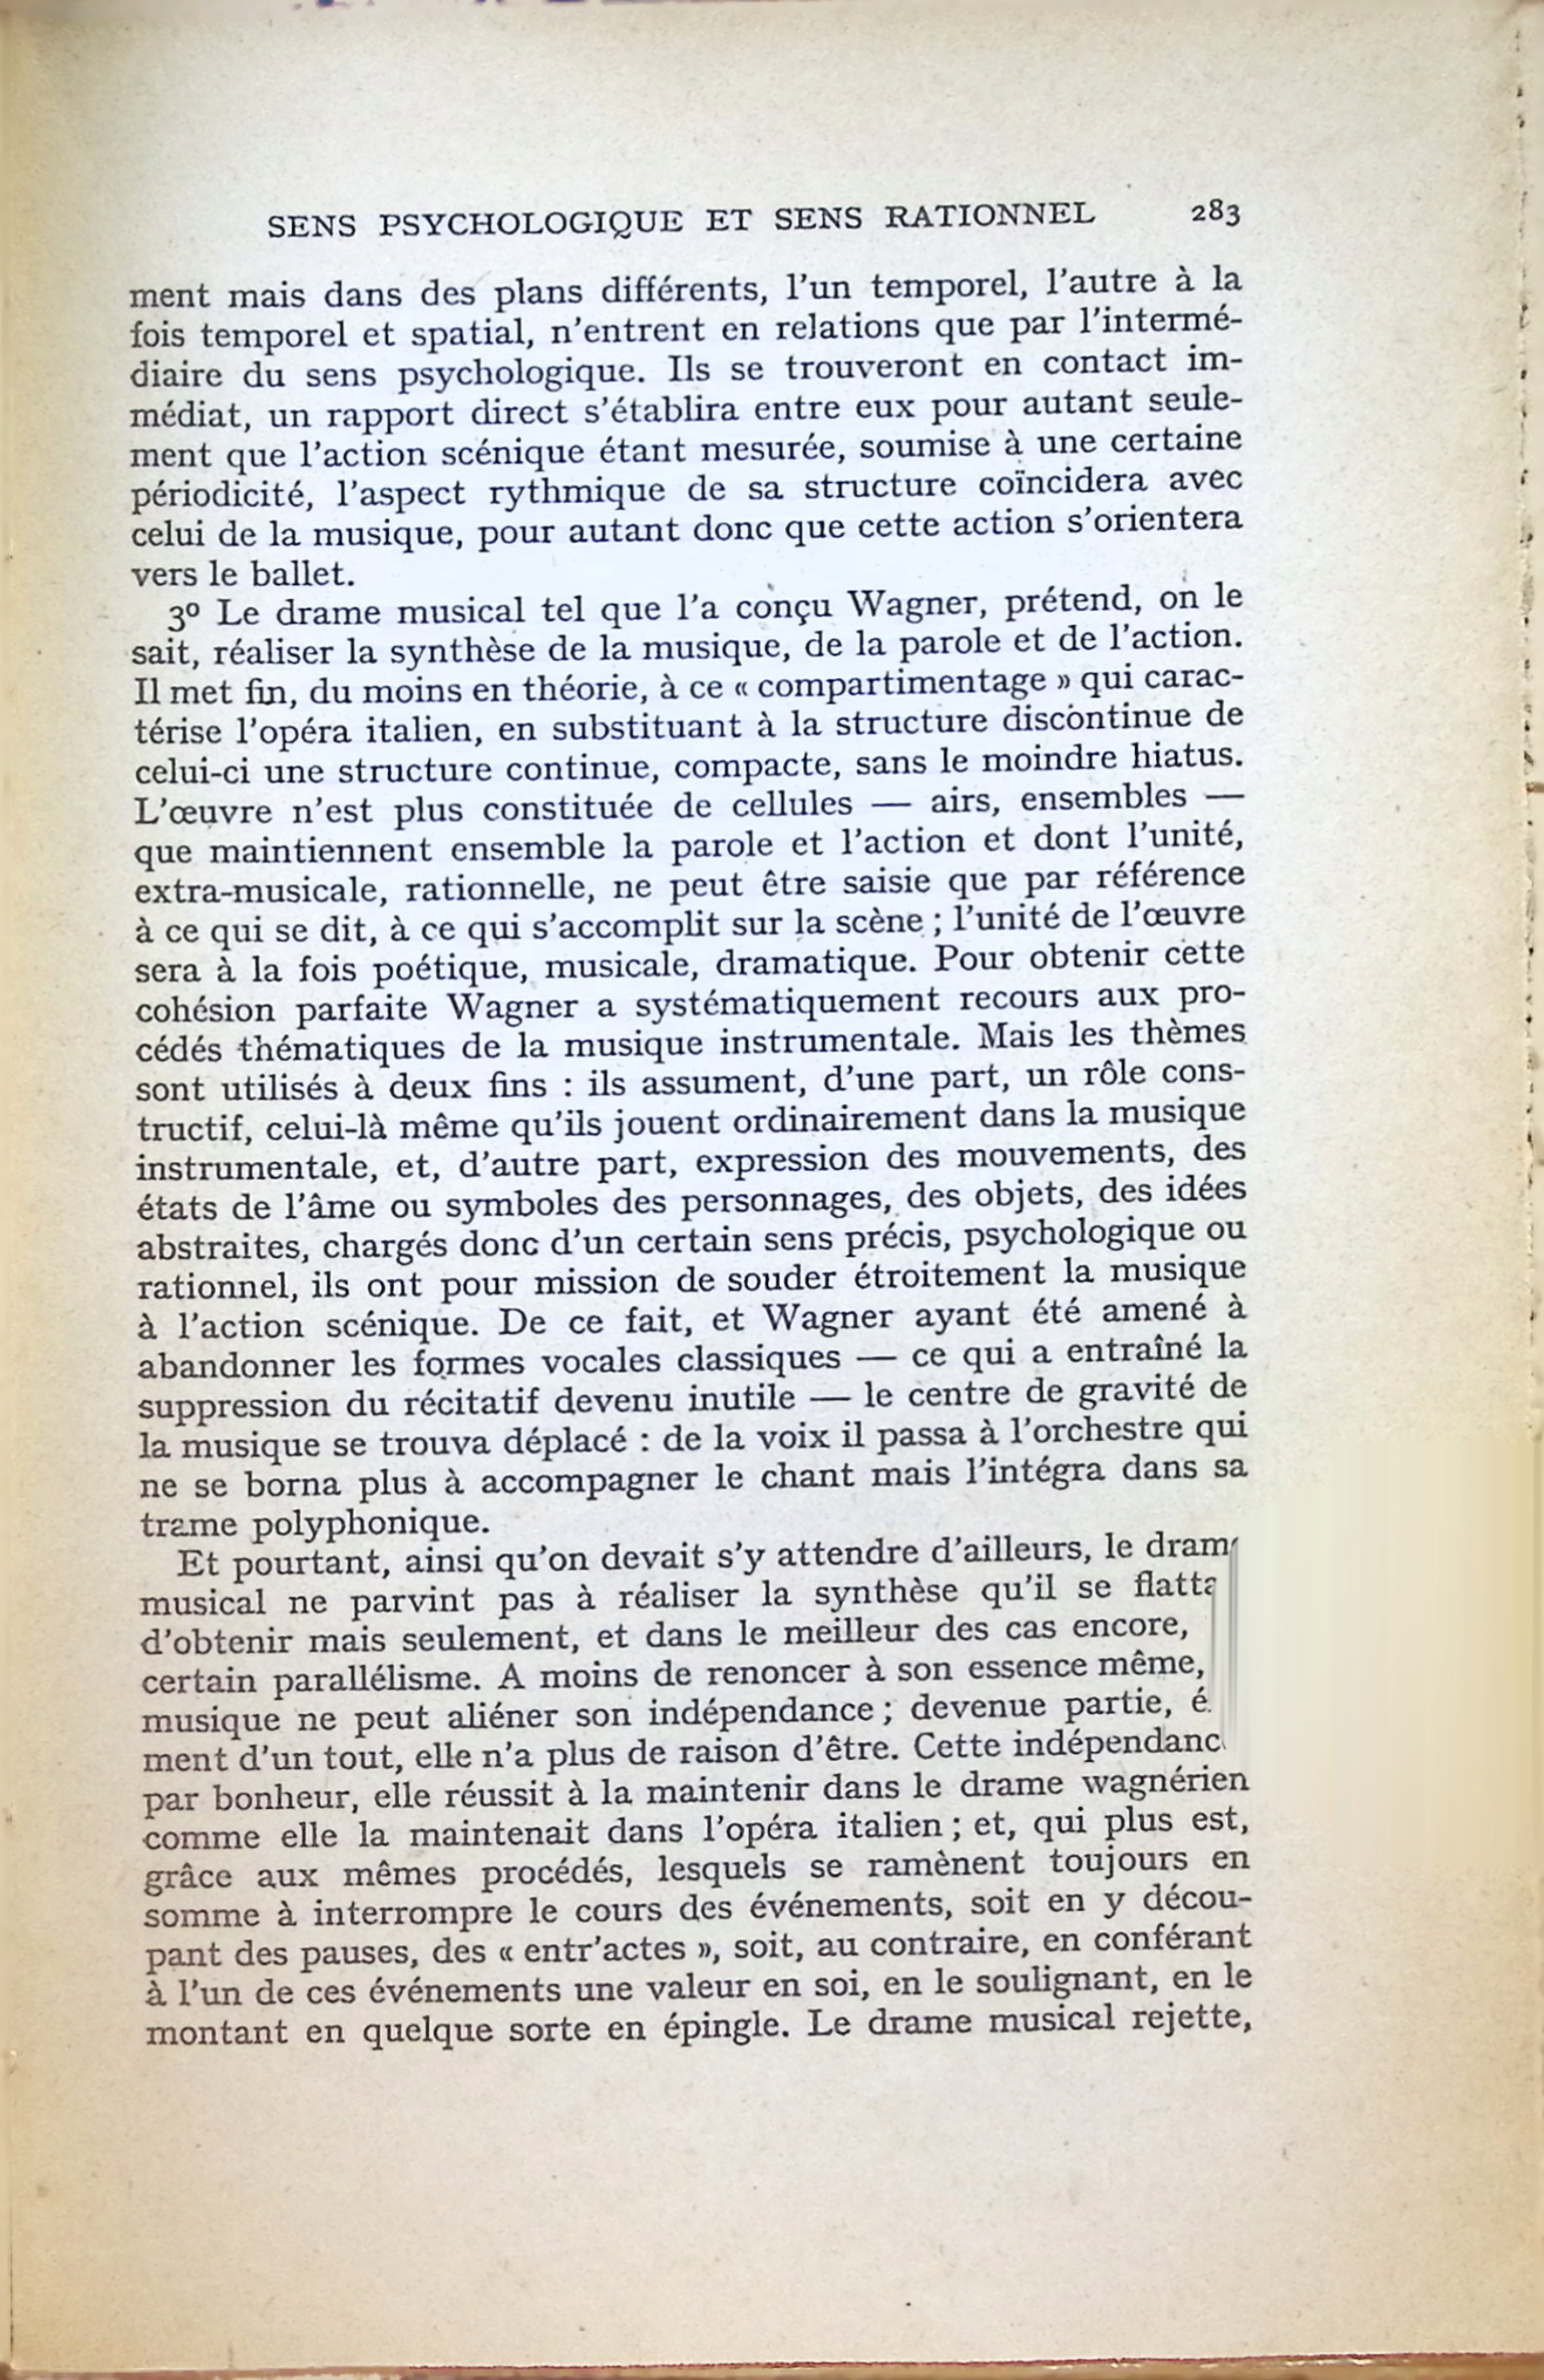 SENS PSYCHOLOGIQUE ET SENS RATIONNEL 283
ment mais dans des plans différents, l'un temporel, l'autre à la
fois temporel et spatial, n'entrent en relations que par l'intermé-
diaire du sens psychologique. Ils se trouveront en contact im-
médiat, un rapport direct s'établira entre eux pour autant seule-
ment que l'action scénique étant mesurée, soumise à une certaine
périodicité, l'aspect rythmique de sa structure coïncidera avec
celui de la musique, pour autant donc que cette action s'orientera
vers le ballet.
3º Le drame musical tel que l'a conçu Wagner, prétend, on le
sait, réaliser la synthèse de la musique, de la parole et de l'action.
Il met fin, du moins en théorie, à ce « compartimentage » qui carac-
térise l'opéra italien, en substituant à la structure discontinue de
celui-ci une structure continue, compacte, sans le moindre hiatus.
L'œuvre n'est plus constituée de cellules — airs, ensembles —
que maintiennent ensemble la parole et l'action et dont l'unité,
extra-musicale, rationnelle, ne peut être saisie que par référence
à ce qui se dit, à ce qui s'accomplit sur la scène ; l'unité de l'œuvre
sera à la fois poétique, musicale, dramatique. Pour obtenir cette
cohésion parfaite Wagner a systématiquement recours aux pro-
cédés thématiques de la musique instrumentale. Mais les thèmes
sont utilisés à deux fins : ils assument, d'une part, un rôle cons-
tructif, celui-là même qu'ils jouent ordinairement dans la musique
instrumentale, et, d'autre part, expression des mouvements, des
états de l'âme ou symboles des personnages, des objets, des idées
abstraites, chargés donc d'un certain sens précis, psychologique ou
rationnel, ils ont pour mission de souder étroitement la musique
à l'action scénique. De ce fait, et Wagner ayant été amené à
abandonner les formes vocales classiques — ce qui a entraîné la
suppression du récitatif devenu inutile — le centre de gravité de
la musique se trouva déplacé : de la voix il passa à l'orchestre qui
ne se borna plus à accompagner le chant mais l'intégra dans sa
trame polyphonique.
Et pourtant, ainsi qu'on devait s'y attendre d'ailleurs, le dram
musical ne parvint pas à réaliser la synthèse qu'il se flatta
d'obtenir mais seulement, et dans le meilleur des cas encore,
certain parallélisme. A moins de renoncer à son essence même,
musique ne peut aliéner son indépendance ; devenue partie, é
ment d'un tout, elle n'a plus de raison d'être. Cette indépendanc
par bonheur, elle réussit à la maintenir dans le drame wagnérien
comme elle la maintenait dans l'opéra italien ; et, qui plus est,
grâce aux mêmes procédés, lesquels se ramènent toujours en
somme à interrompre le cours des événements, soit en y décou-
pant des pauses, des « entr'actes », soit, au contraire, en conférant
à l'un de ces événements une valeur en soi, en le soulignant, en le
montant en quelque sorte en épingle. Le drame musical rejette,